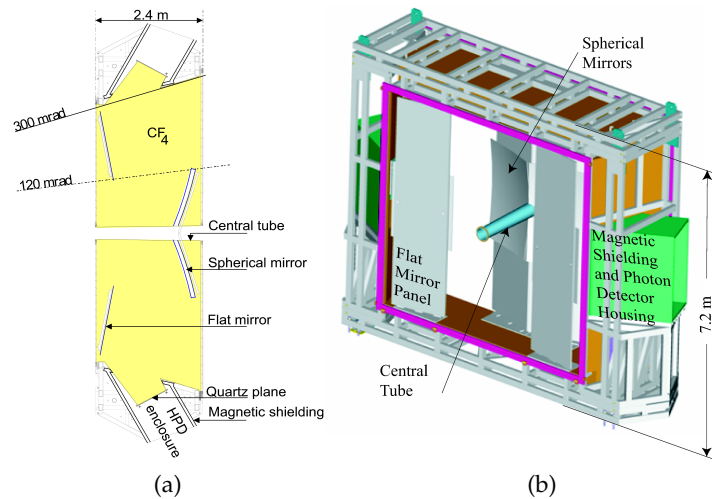 2.4 m
300 mrad
CF4
120 mrad
Central tube
Spherical mirror
Flat mirror
Quartz plane
Magnetic shielding
HPD
enclosure
(a)
(b)
Spherical
Mirrors
Flat
Mirror
Panel
Magnetic
Shielding
and Photon
Detector
Housing
Central
Tube
7.2 m